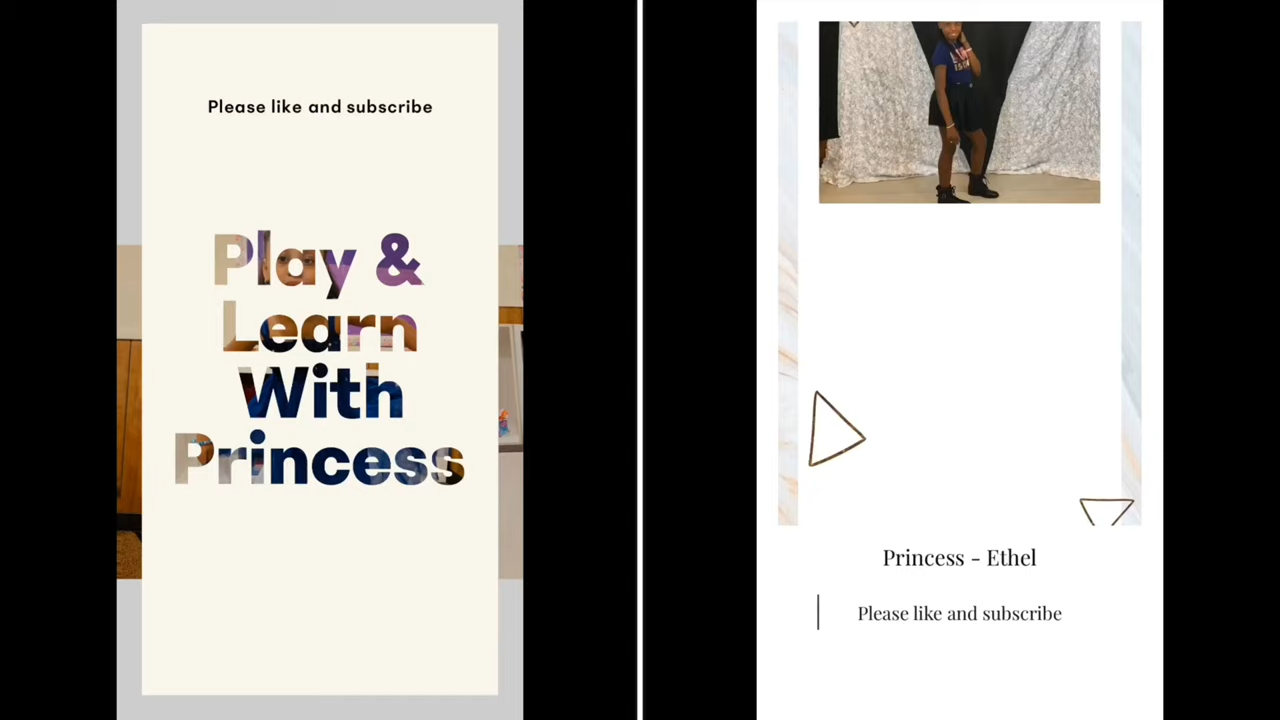 Please like and subscribe
Play &
Learn
With
Princess
Princess - Ethel
Please like and subscribe